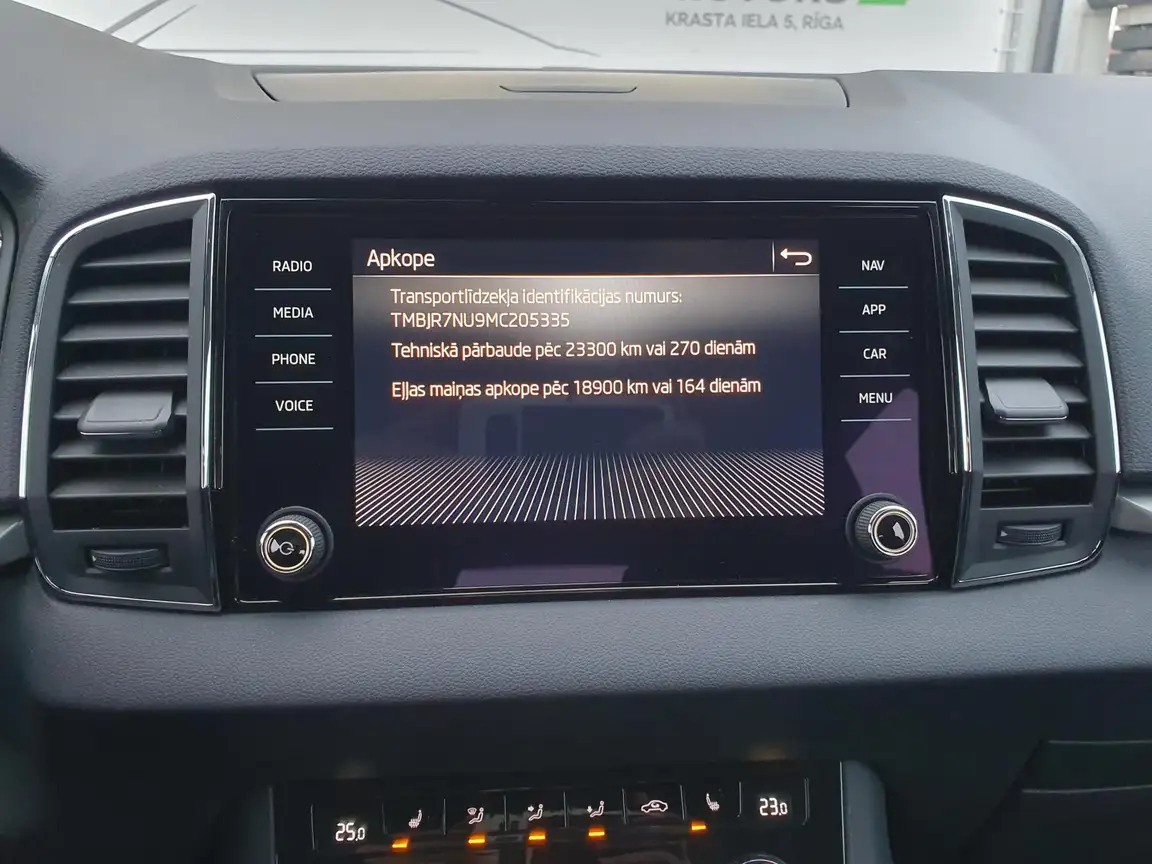 KRASTA IELA 5, RĪGA
Apkope
RADIO
MEDIA
PHONE
VOICE
Transportlīdzekļa identifikācijas numurs:
TMBJR7NU9MC205335
Tehniskā pārbaude pēc 23300 km vai 270 dienām
Eļļas maiņas apkope pēc 18900 km vai 164 dienām
NAV
APP
CAR
MENU
25.0
23.0